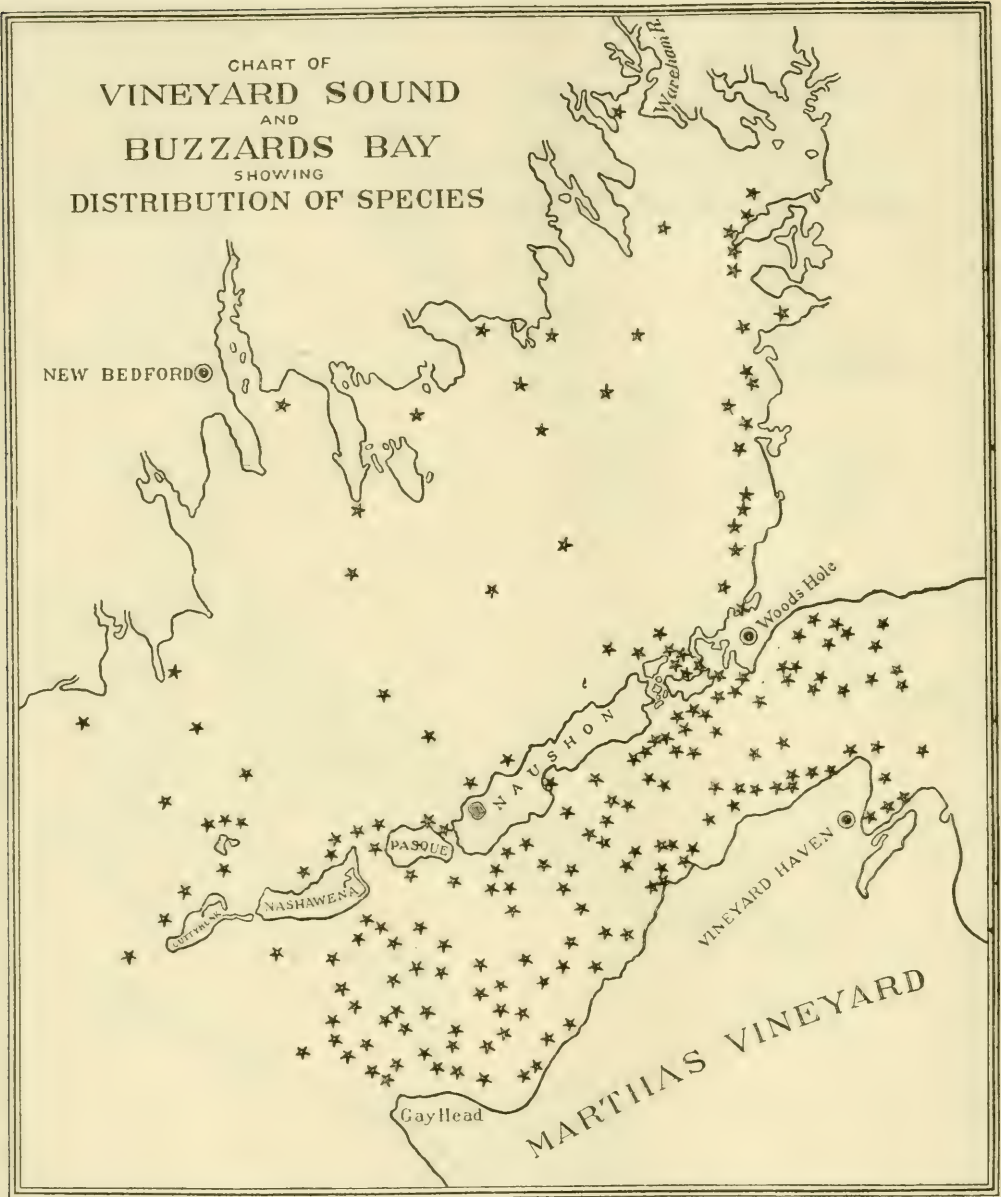 CHART OF
VINEYARD SOUND
AND
BUZZARDS BAY
SHOWING
DISTRIBUTION OF SPECIES
Wareham R.
NEW BEDFORD
Woods Hole
NAUSHON
PASQUE
NASHAWENA
CUTTYHUNK
VINEYARD HAVEN
MARTHAS VINEYARD
Gay Head